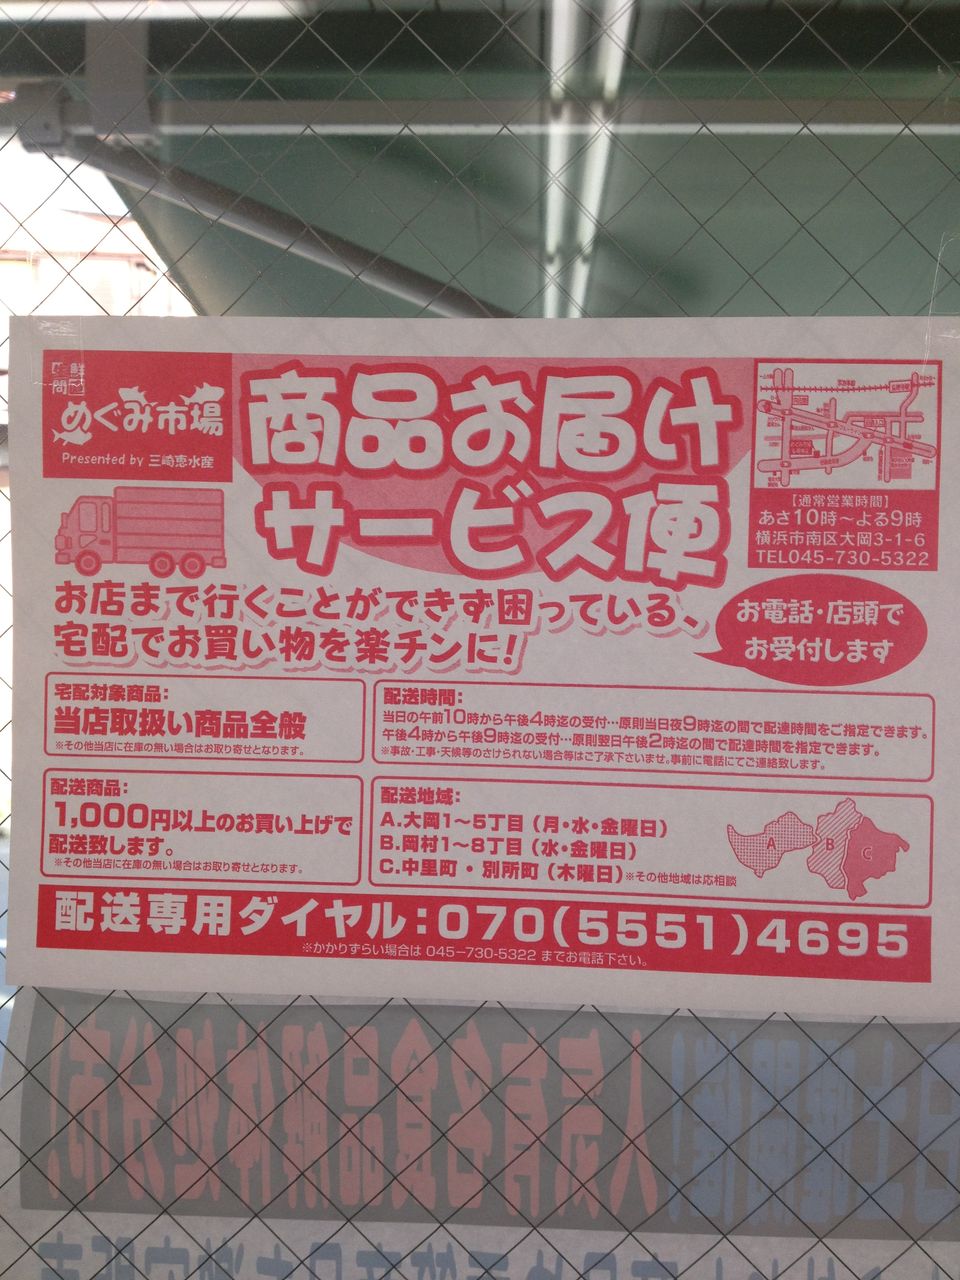 生鮮
問屋
めぐみ市場
Presented by 三崎恵水産
商品お届け
サービス便
【通常営業時間】
あさ10時～よる9時
横浜市南区大岡3-1-6
TEL045-730-5322
お店まで行くことができず困っている、
宅配でお買い物を楽チンに!
お電話・店頭で
お受付します
宅配対象商品:
当店取扱い商品全般
※その他当店に在庫の無い場合はお取り寄せとなります。
配送時間:
当日の午前10時から午後4時迄の受付…原則当日夜9時迄の間で配達時間をご指定できます。
午後4時から午後9時迄の受付…原則翌日午後2時迄の間で配達時間を指定できます。
※事故・工事・天候等のさけられない場合等はご了承下さいませ。事前に電話にてご連絡致します。
配送商品:
1,000円以上のお買い上げで
配送致します。
※その他当店に在庫の無い場合はお取り寄せとなります。
配送地域:
A.大岡1～5丁目（月・水・金曜日）
B.岡村1～8丁目（水・金曜日）
C.中里町・別所町（木曜日）※その他地域は応相談
A
B
C
配送専用ダイヤル:070(5551)4695
※かかりずらい場合は 045-730-5322 までお電話下さい。